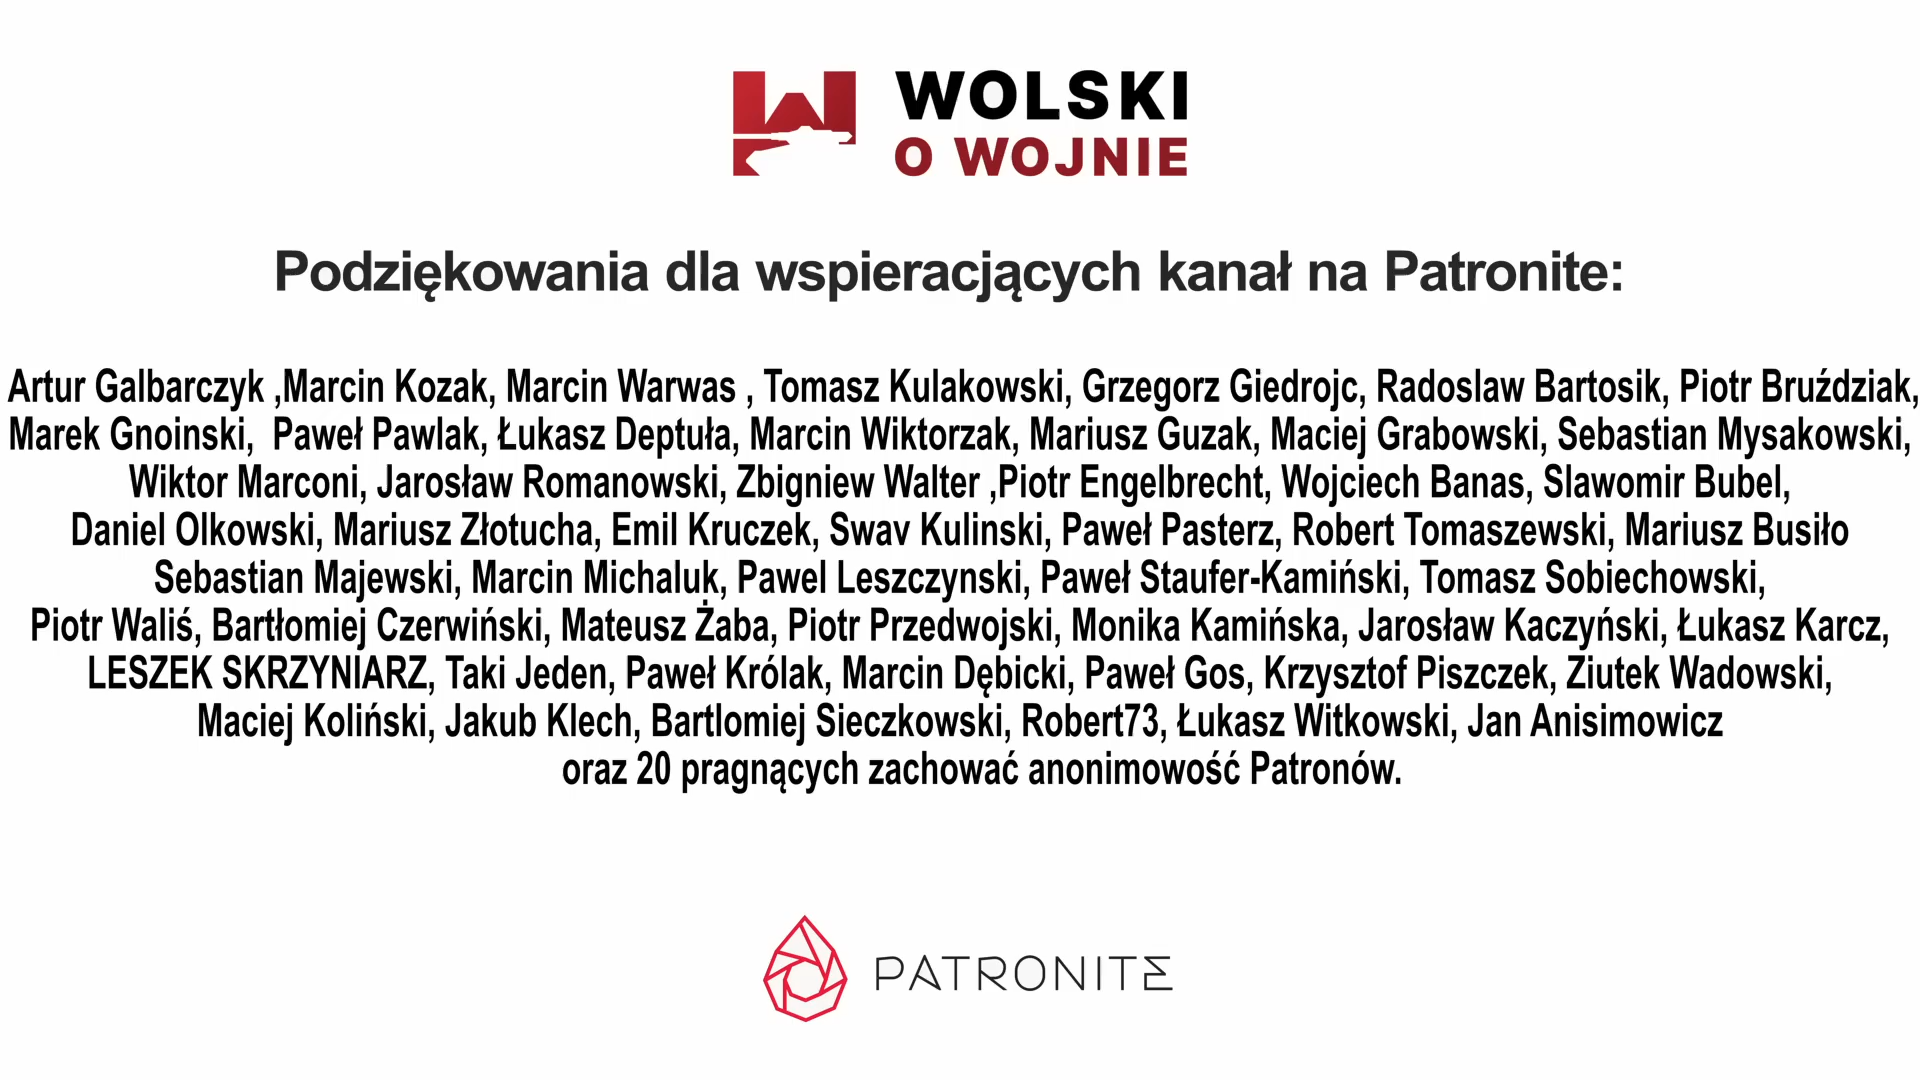 WOLSKI
O WOJNIE
Podziękowania dla wspieracjących kanał na Patronite:
Artur Galbarczyk ,Marcin Kozak, Marcin Warwas , Tomasz Kulakowski, Grzegorz Giedrojc, Radoslaw Bartosik, Piotr Bruździak,
Marek Gnoinski,  Paweł Pawlak, Łukasz Deptuła, Marcin Wiktorzak, Mariusz Guzak, Maciej Grabowski, Sebastian Mysakowski,
Wiktor Marconi, Jarosław Romanowski, Zbigniew Walter ,Piotr Engelbrecht, Wojciech Banas, Slawomir Bubel,
Daniel Olkowski, Mariusz Złotucha, Emil Kruczek, Swav Kulinski, Paweł Pasterz, Robert Tomaszewski, Mariusz Busiło
Sebastian Majewski, Marcin Michaluk, Pawel Leszczynski, Paweł Staufer-Kamiński, Tomasz Sobiechowski,
Piotr Waliś, Bartłomiej Czerwiński, Mateusz Żaba, Piotr Przedwojski, Monika Kamińska, Jarosław Kaczyński, Łukasz Karcz,
LESZEK SKRZYNIARZ, Taki Jeden, Paweł Królak, Marcin Dębicki, Paweł Gos, Krzysztof Piszczek, Ziutek Wadowski,
Maciej Koliński, Jakub Klech, Bartlomiej Sieczkowski, Robert73, Łukasz Witkowski, Jan Anisimowicz
oraz 20 pragnących zachować anonimowość Patronów.
PATRONITE